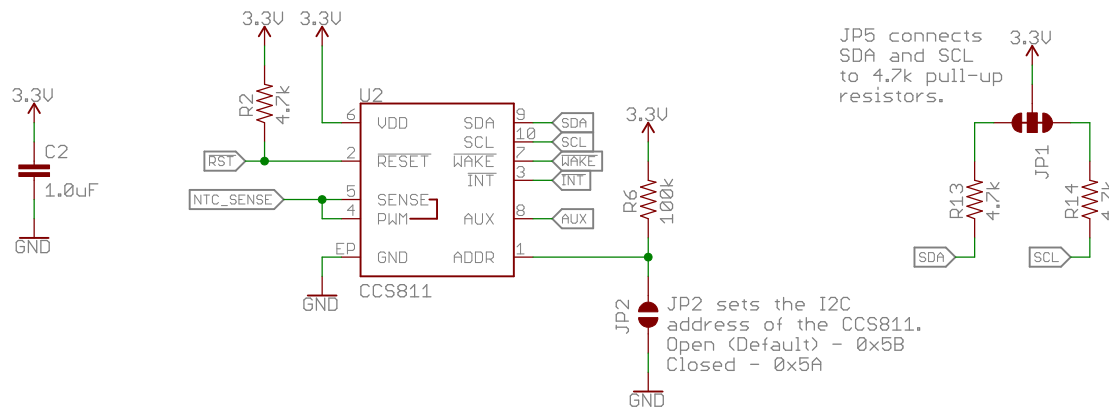 3.3V
C2
1.0uF
GND
3.3V
3.3V
R2
4.7k
RST
NTC_SENSE
U2
6 VDD
2 RESET
5 SENSE
4 PWM
EP GND
SDA 9
SCL 10
WAKE 7
INT 3
AUX 8
ADDR 1
CCS811
GND
SDA
SCL
WAKE
INT
AUX
3.3V
R6
100k
JP2
JP2 sets the I2C
address of the CCS811.
Open (Default) - 0x5B
Closed - 0x5A
GND
JP5 connects
SDA and SCL
to 4.7k pull-up
resistors.
3.3V
JP1
R13
4.7k
R14
4.7k
SDA
SCL